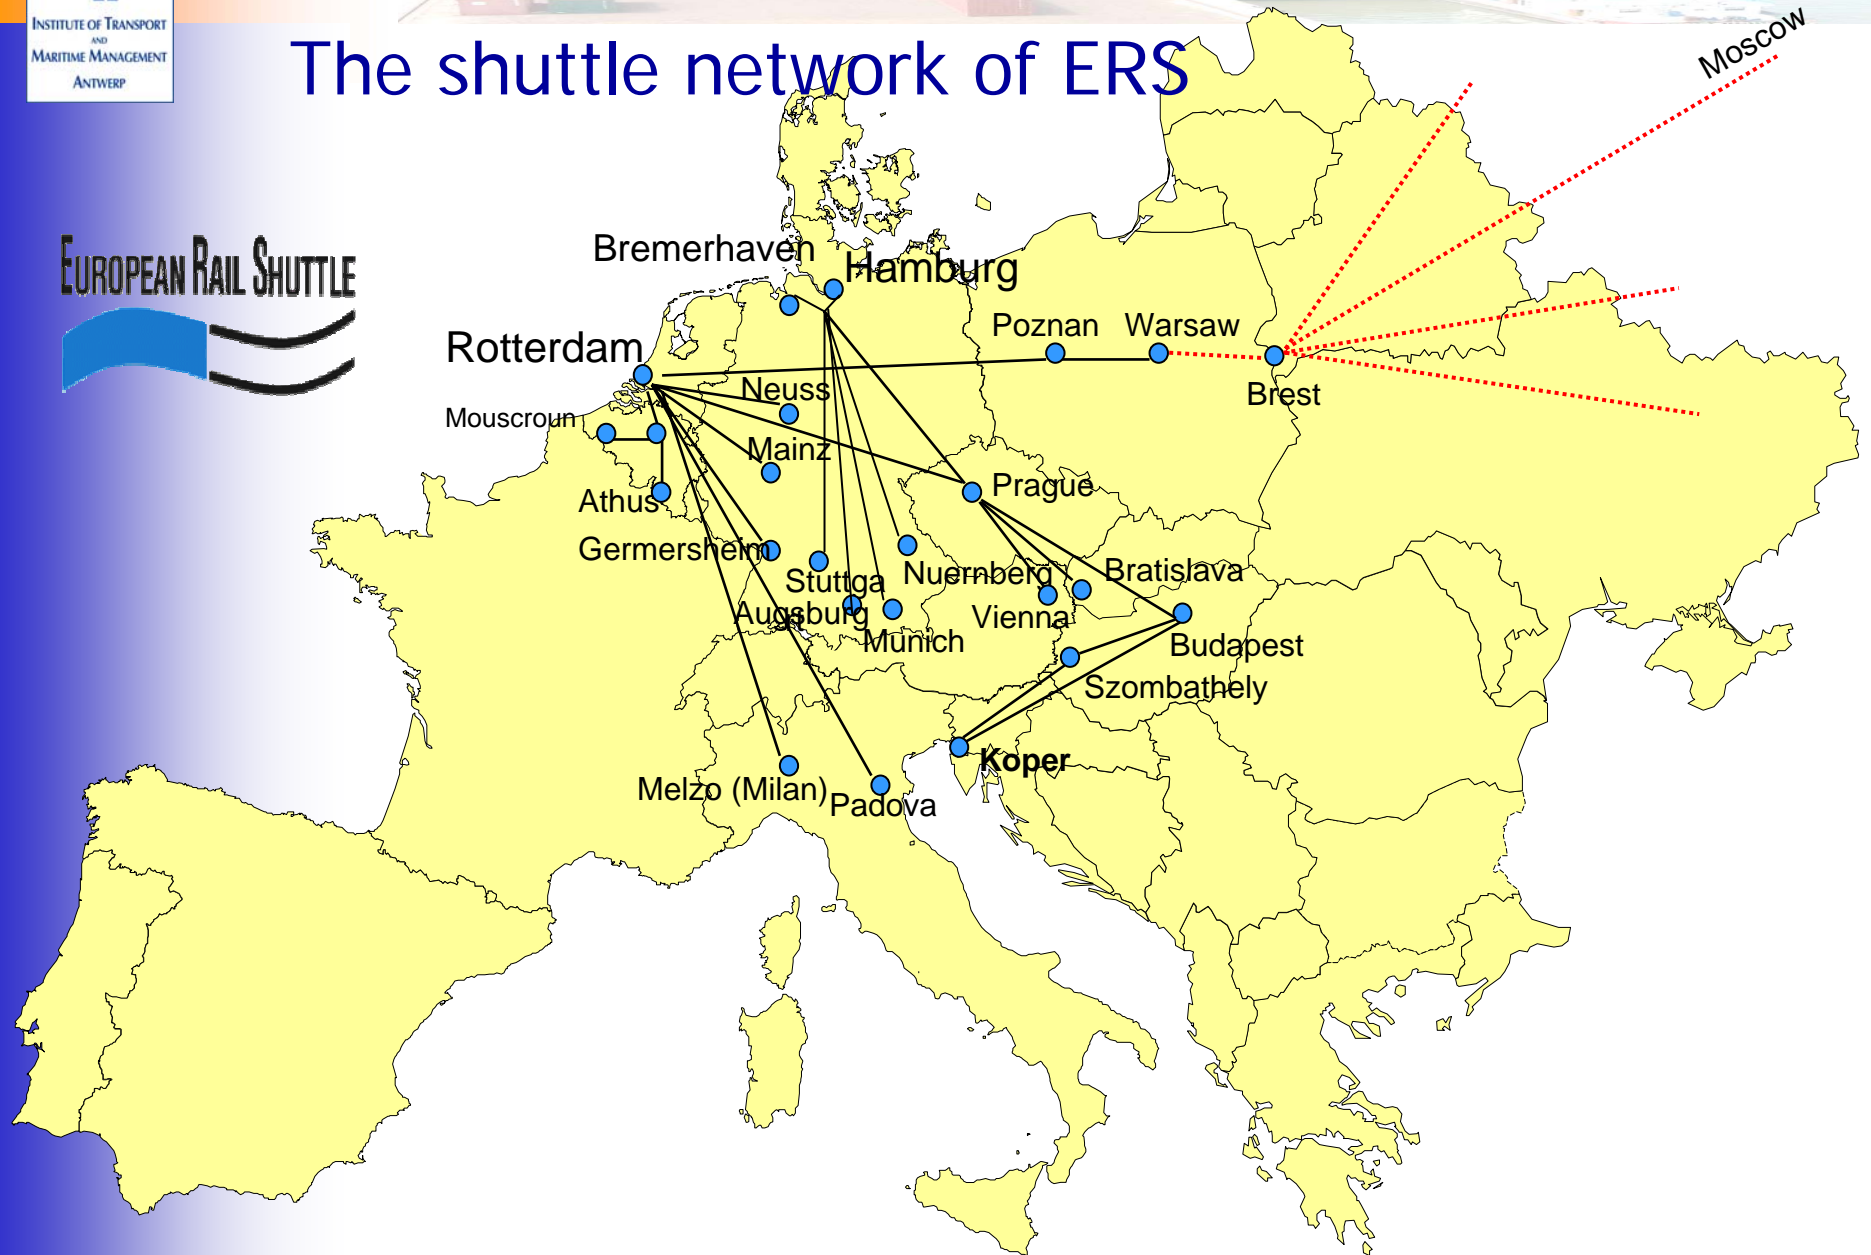 INSTITUTE OF TRANSPORT
AND
MARITIME MANAGEMENT
ANTWERP
The shuttle network of ERS
Moscow
EUROPEAN RAIL SHUTTLE
Bremerhaven
Hamburg
Rotterdam
Poznan
Warsaw
Brest
Neuss
Mouscroun
Mainz
Athus
Prague
Germersheim
Stuttga
rt
Nuernberg
Bratislava
Augsburg
Vienna
Munich
Budapest
Szombathely
Koper
Melzo (Milan)
Padova